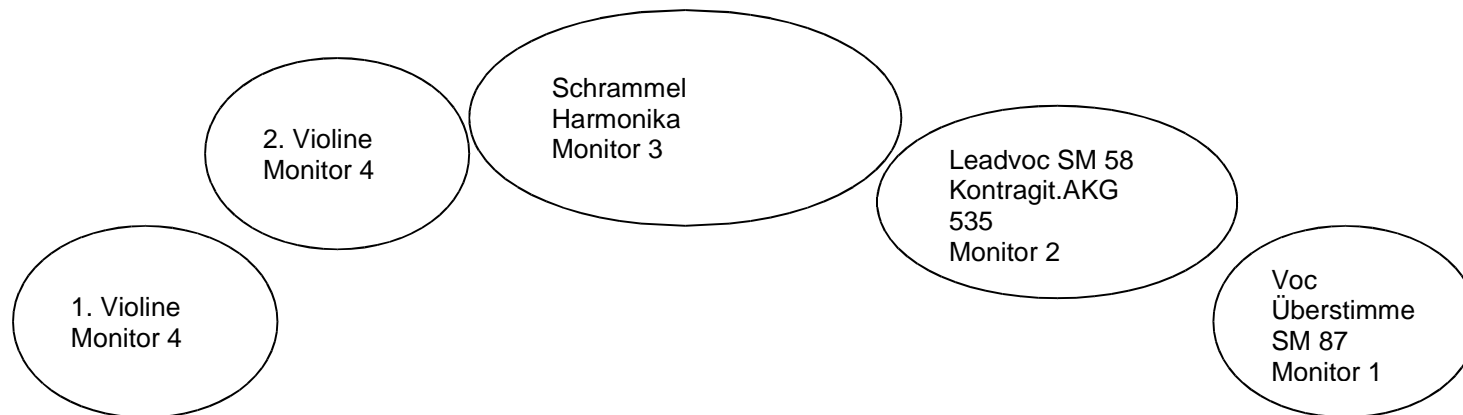 1. Violine
Monitor 4
2. Violine
Monitor 4
Schrammel
Harmonika
Monitor 3
Leadvoc SM 58
Kontragit.AKG
535
Monitor 2
Voc
Überstimme
SM 87
Monitor 1